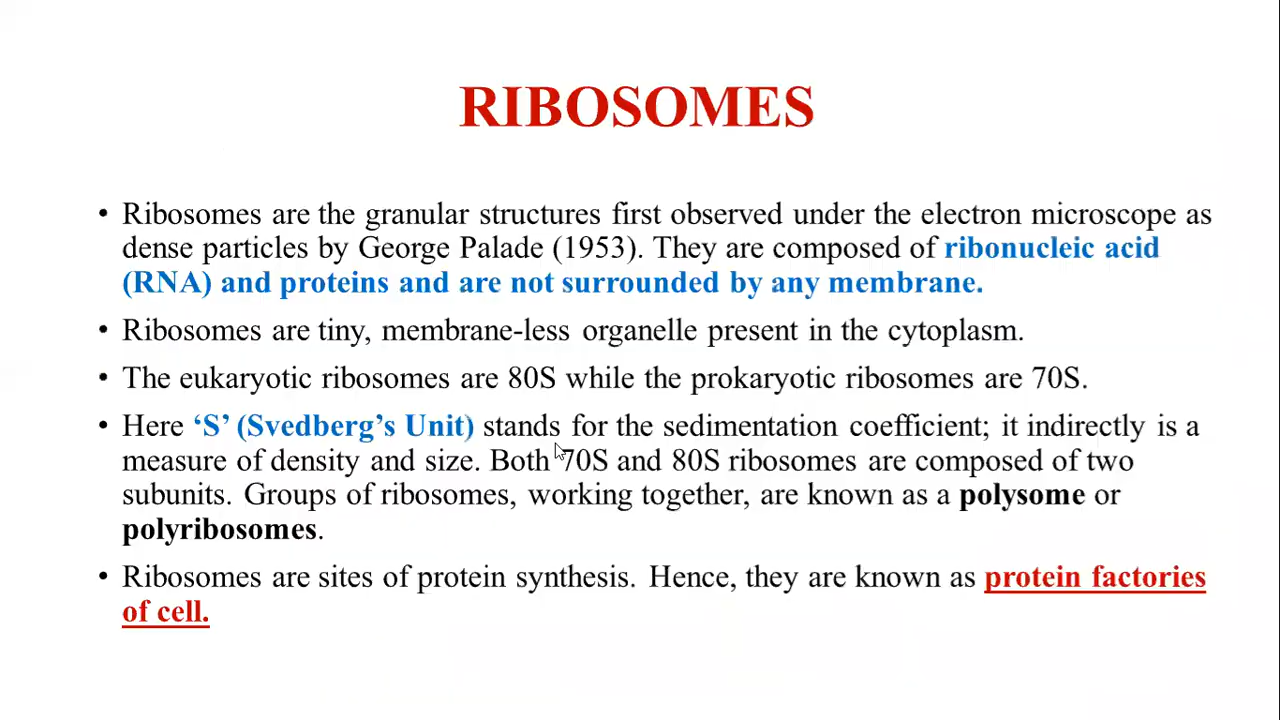 RIBOSOMES
• Ribosomes are the granular structures first observed under the electron microscope as
dense particles by George Palade (1953). They are composed of ribonucleic acid
(RNA) and proteins and are not surrounded by any membrane.
• Ribosomes are tiny, membrane-less organelle present in the cytoplasm.
• The eukaryotic ribosomes are 80S while the prokaryotic ribosomes are 70S.
• Here ‘S’ (Svedberg’s Unit) stands for the sedimentation coefficient; it indirectly is a
measure of density and size. Both 70S and 80S ribosomes are composed of two
subunits. Groups of ribosomes, working together, are known as a polysome or
polyribosomes.
• Ribosomes are sites of protein synthesis. Hence, they are known as protein factories
of cell.